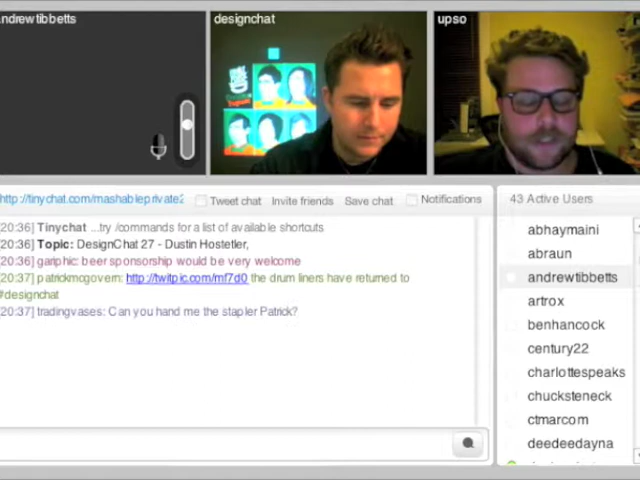 andrewtibbetts
designchat
upso
http://tinychat.com/mashableprivate2
Tweet chat
Invite friends
Save chat
Notifications
43 Active Users
[20:36] Tinychat ...try /commands for a list of available shortcuts
[20:36] Topic: DesignChat 27 - Dustin Hostetler,
[20:36] gariphic: beer sponsorship would be very welcome
[20:37] patrickmcgovern: http://twitpic.com/mf7d0 the drum liners have returned to
#designchat
[20:37] tradingvases: Can you hand me the stapler Patrick?
abhaymaini
abraun
andrewtibbetts
artrox
benhancock
century22
charlottespeaks
chucksteneck
ctmarcom
deedeedayna